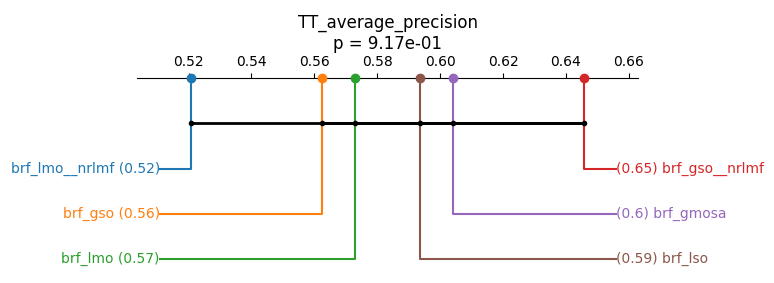 TT_average_precision
p = 9.17e-01
0.52 0.54 0.56 0.58 0.60 0.62 0.64 0.66
brf_lmo__nrlmf (0.52) (0.65) brf_gso__nrlmf
brf_gso (0.56) (0.6) brf_gmosa
brf_lmo (0.57) (0.59) brf_lso